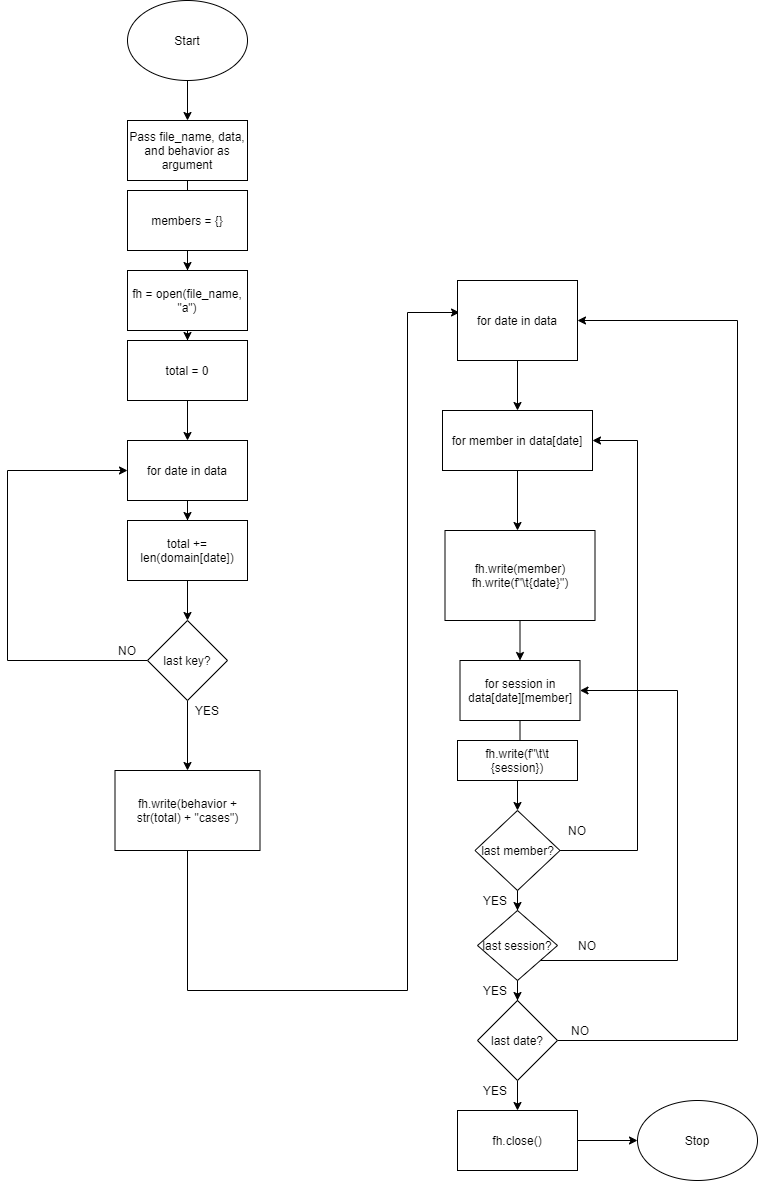 Start
Pass file_name, data,
and behavior as
argument
members = {}
fh = open(file_name,
"a")
total = 0
for date in data
total +=
len(domain[date])
NO
last key?
YES
fh.write(behavior +
str(total) + "cases")
for date in data
for member in data[date]
fh.write(member)
fh.write(f"\t{date}")
for session in
data[date][member]
fh.write(f"\t\t
{session})
NO
last member?
YES
last session?
NO
YES
NO
last date?
YES
fh.close()
Stop